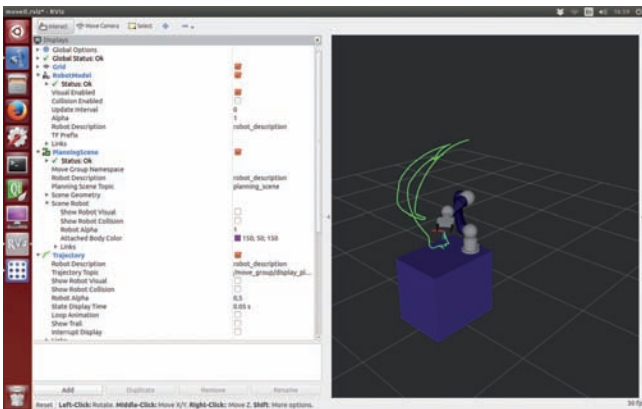 moveit.rviz* - RViz
16:59
Interact Move Camera Select
Displays
Global Options
Global Status: Ok
Grid
RobotModel
Status: Ok
Visual Enabled
Collision Enabled
Update Interval 0
Alpha 1
Robot Description robot_description
TF Prefix
Links
PlanningScene
Status: Ok
Move Group Namespace
Robot Description robot_description
Planning Scene Topic planning_scene
Scene Geometry
Scene Robot
Show Robot Visual
Show Robot Collision
Robot Alpha 1
Attached Body Color 150; 50; 150
Links
Trajectory
Robot Description robot_description
Trajectory Topic /move_group/display_pl...
Show Robot Visual
Show Robot Collision
Robot Alpha 0,5
State Display Time 0.05 s
Loop Animation
Show Trail
Interrupt Display
Links
Add Duplicate Remove Rename
Reset Left-Click: Rotate. Middle-Click: Move X/Y. Right-Click: Move Z. Shift: More options.